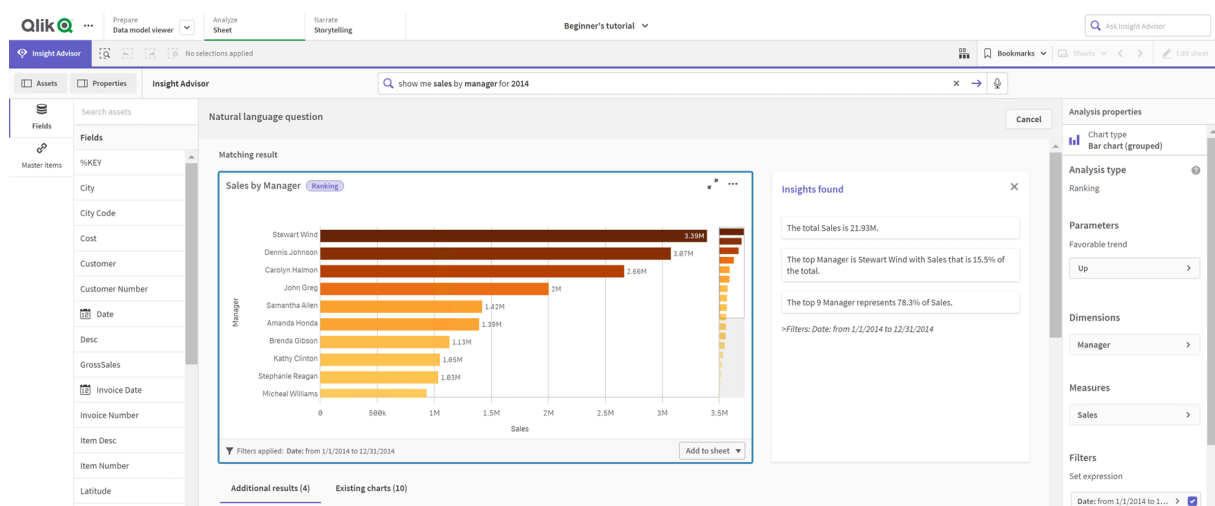 Qlik
Prepare
Data model viewer
Analyze
Sheet
Narrate
Storytelling
Beginner's tutorial
Ask Insight Advisor
Insight Advisor
No selections applied
Bookmarks
Sheets
Edit sheet
Assets
Properties
Insight Advisor
show me sales by manager for 2014
Fields
Master items
Search assets
Fields
%KEY
City
City Code
Cost
Customer
Customer Number
Date
Desc
GrossSales
Invoice Date
Invoice Number
Item Desc
Item Number
Latitude
Natural language question
Cancel
Matching result
Sales by Manager Ranking
Manager
Stewart Wind 3.39M
Dennis Johnson 3.07M
Carolyn Halmon 2.66M
John Greg 2M
Samantha Allen 1.42M
Amanda Honda 1.39M
Brenda Gibson 1.13M
Kathy Clinton 1.05M
Stephanie Reagan 1.03M
Micheal Williams
0 500k 1M 1.5M 2M 2.5M 3M 3.5M
Sales
Filters applied: Date: from 1/1/2014 to 12/31/2014
Add to sheet
Additional results (4)
Existing charts (10)
Insights found
The total Sales is 21.93M.
The top Manager is Stewart Wind with Sales that is 15.5% of
the total.
The top 9 Manager represents 78.3% of Sales.
>Filters: Date: from 1/1/2014 to 12/31/2014
Analysis properties
Chart type
Bar chart (grouped)
Analysis type
Ranking
Parameters
Favorable trend
Up
Dimensions
Manager
Measures
Sales
Filters
Set expression
Date: from 1/1/2014 to 1...